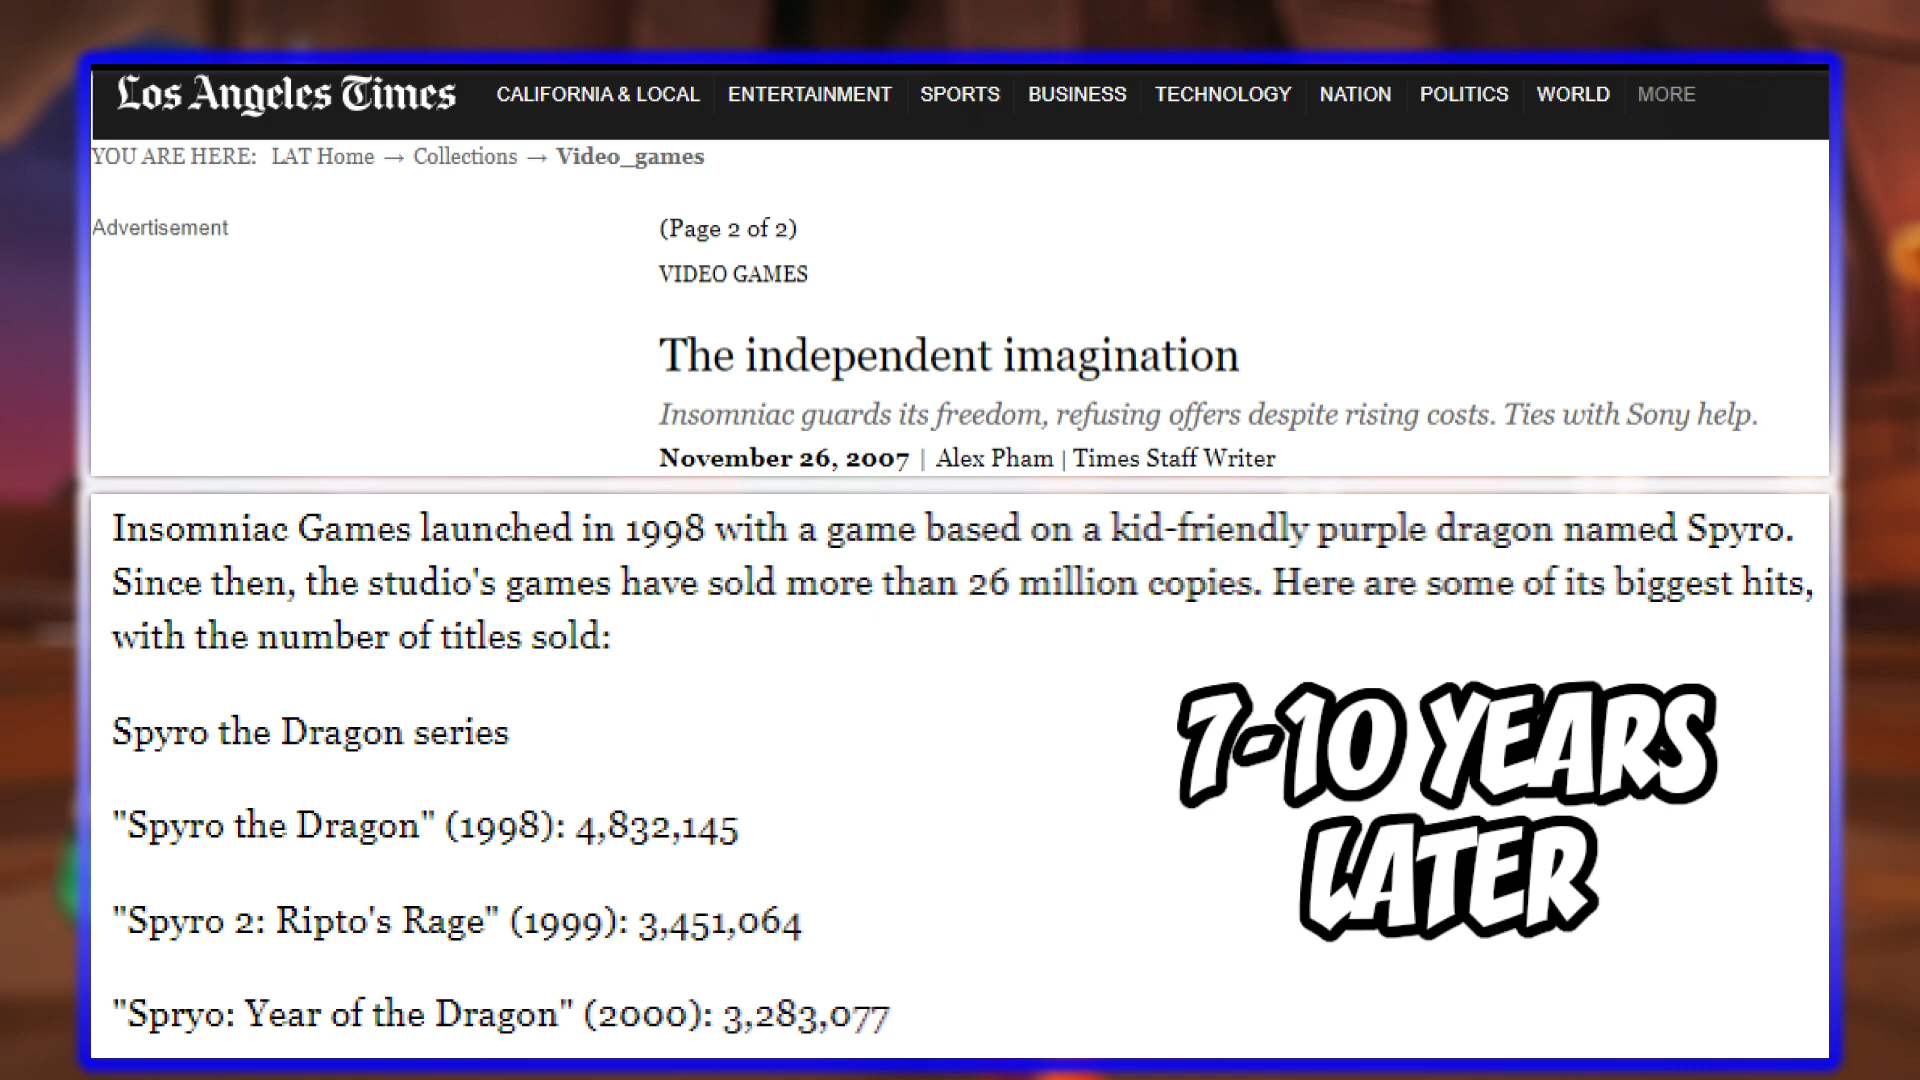 Los Angeles Times CALIFORNIA & LOCAL ENTERTAINMENT SPORTS BUSINESS TECHNOLOGY NATION POLITICS WORLD MORE
YOU ARE HERE: LAT Home → Collections → Video_games
Advertisement
(Page 2 of 2)
VIDEO GAMES
The independent imagination
Insomniac guards its freedom, refusing offers despite rising costs. Ties with Sony help.
November 26, 2007 | Alex Pham | Times Staff Writer
Insomniac Games launched in 1998 with a game based on a kid-friendly purple dragon named Spyro.
Since then, the studio's games have sold more than 26 million copies. Here are some of its biggest hits,
with the number of titles sold:
Spyro the Dragon series
"Spyro the Dragon" (1998): 4,832,145
"Spyro 2: Ripto's Rage" (1999): 3,451,064
"Spryo: Year of the Dragon" (2000): 3,283,077
7-10 YEARS
LATER